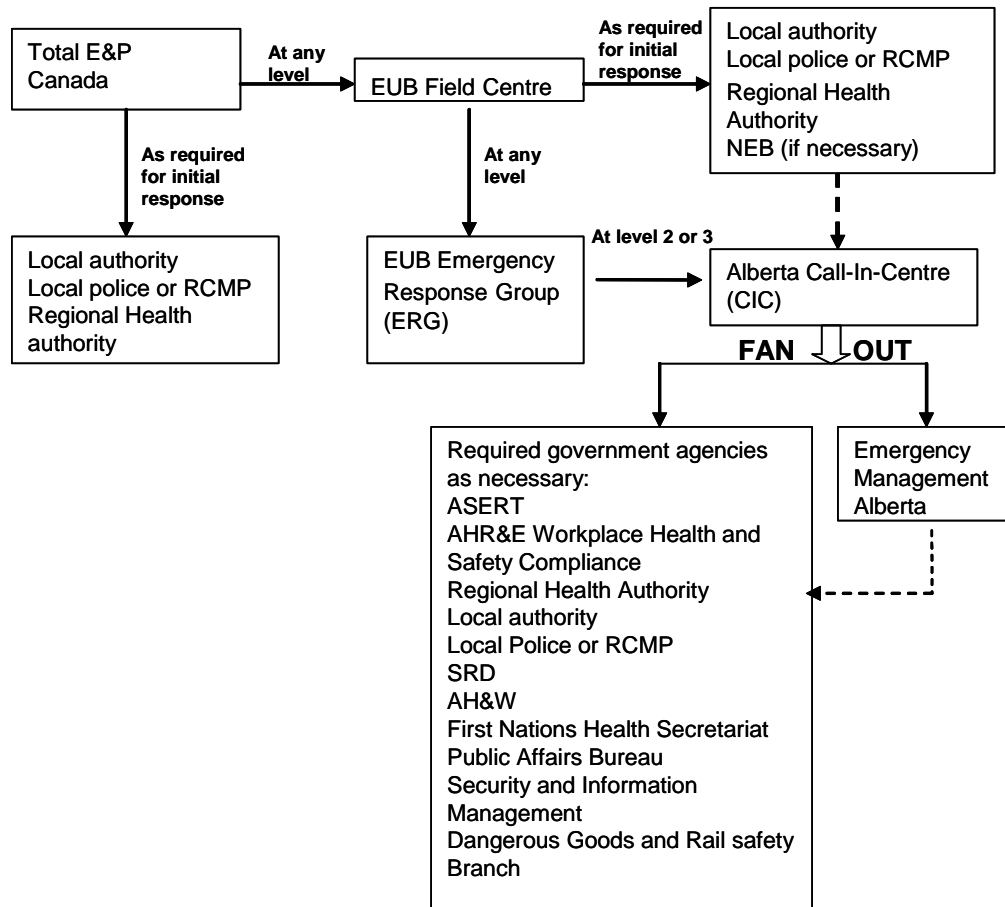 Total E&P
Canada
At any
level
EUB Field Centre
As required
for initial
response
Local authority
Local police or RCMP
Regional Health
Authority
NEB (if necessary)
As required
for initial
response
At any
level
Local authority
Local police or RCMP
Regional Health
authority
EUB Emergency
Response Group
(ERG)
At level 2 or 3
Alberta Call-In-Centre
(CIC)
FAN OUT
Required government agencies
as necessary:
ASERT
AHR&E Workplace Health and
Safety Compliance
Regional Health Authority
Local authority
Local Police or RCMP
SRD
AH&W
First Nations Health Secretariat
Public Affairs Bureau
Security and Information
Management
Dangerous Goods and Rail safety
Branch
Emergency
Management
Alberta